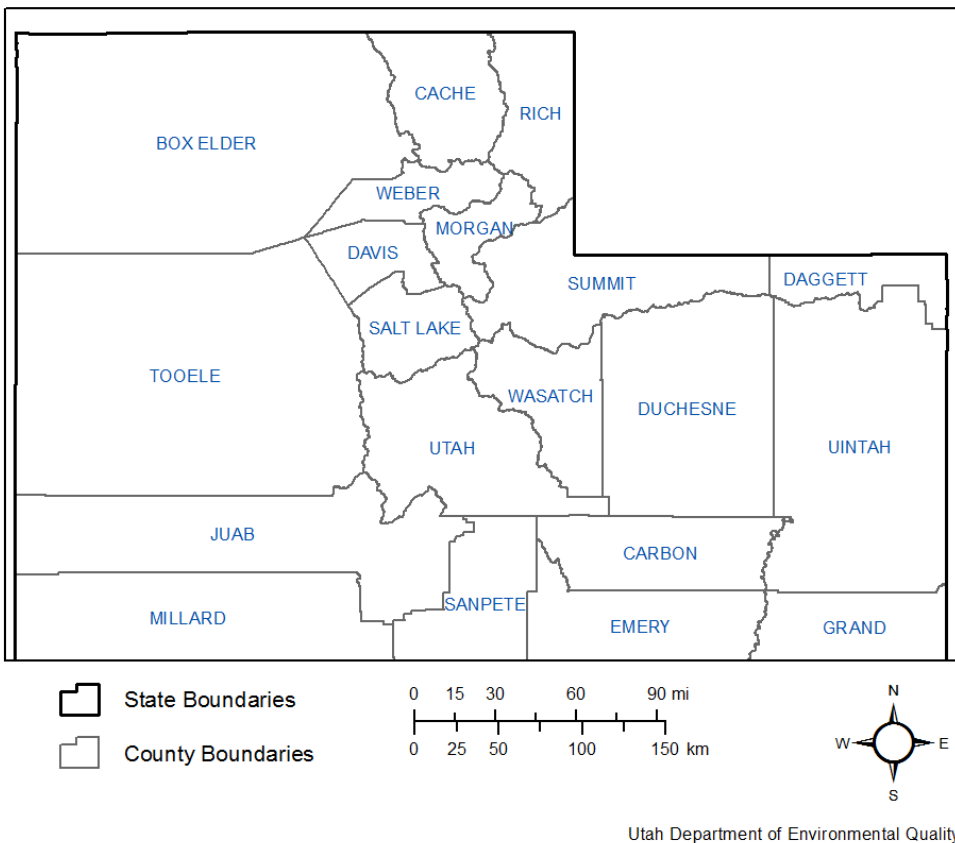 CACHE
RICH
BOX ELDER
WEBER
MORGAN
DAVIS
SUMMIT
DAGGETT
SALT LAKE
TOOELE
WASATCH
DUCHESNE
UTAH
UINTAH
JUAB
CARBON
SANPETE
MILLARD
EMERY
GRAND
State Boundaries
County Boundaries
0 15 30 60 90 mi
0 25 50 100 150 km
N
W E
S
Utah Department of Environmental Quality